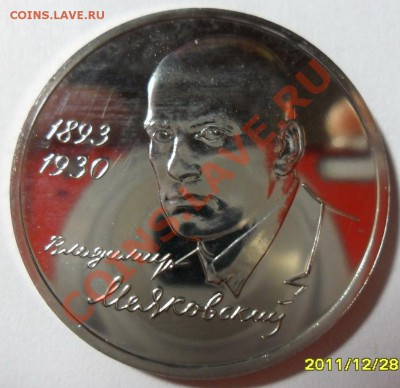 COINS.LAVE.RU
1893
1930
COINS.LAVE.RU
Владимир
Маяковский
2011/12/28